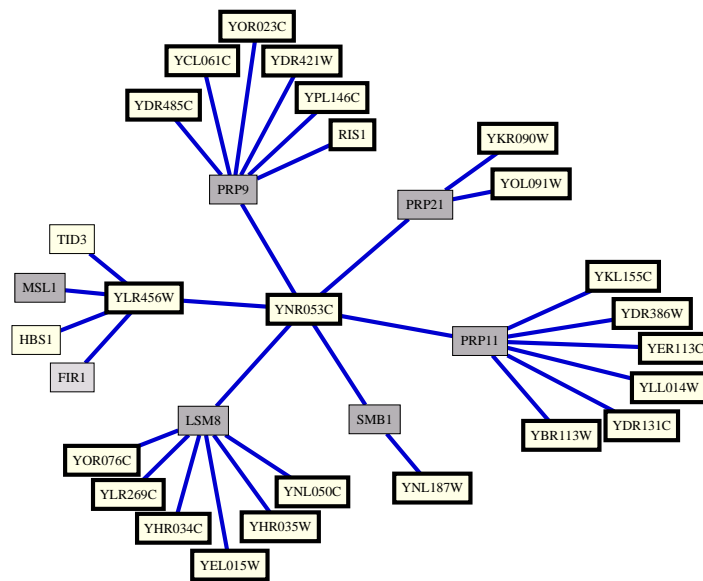 YOR023C
YCL061C
YDR421W
YDR485C
YPL146C
RIS1
YKR090W
PRP9
PRP21
YOL091W
TID3
MSL1
YLR456W
YNR053C
YKL155C
YDR386W
HBS1
PRP11
YER113C
FIR1
YLL014W
LSM8
SMB1
YDR131C
YBR113W
YOR076C
YLR269C
YNL050C
YNL187W
YHR034C
YHR035W
YEL015W